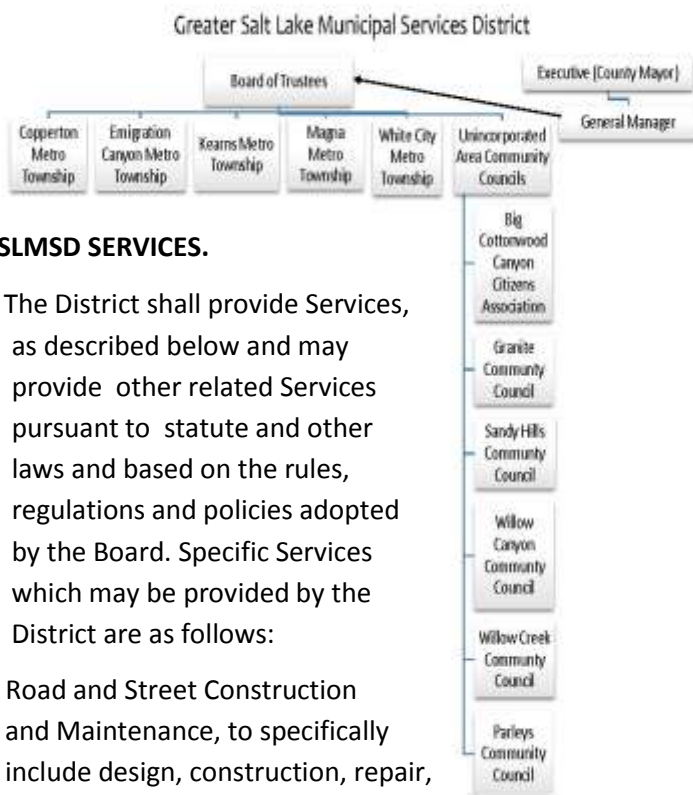 Greater Salt Lake Municipal Services District
Board of Trustees
Executive (County Mayor)
General Manager
Copperton
Metro
Township
Emigration
Canyon Metro
Township
Kearns Metro
Township
Magna
Metro
Township
White City
Metro
Township
Unincorporated
Area Community
Councils
Big
Cottonwood
Canyon
Citizens
Association
Granite
Community
Council
Sandy Hills
Community
Council
Willow
Canyon
Community
Council
Willow Creek
Community
Council
Parleys
Community
Council
SLMSD SERVICES.
The District shall provide Services,
as described below and may
provide other related Services
pursuant to statute and other
laws and based on the rules,
regulations and policies adopted
by the Board. Specific Services
which may be provided by the
District are as follows:
Road and Street Construction
and Maintenance, to specifically
include design, construction, repair,